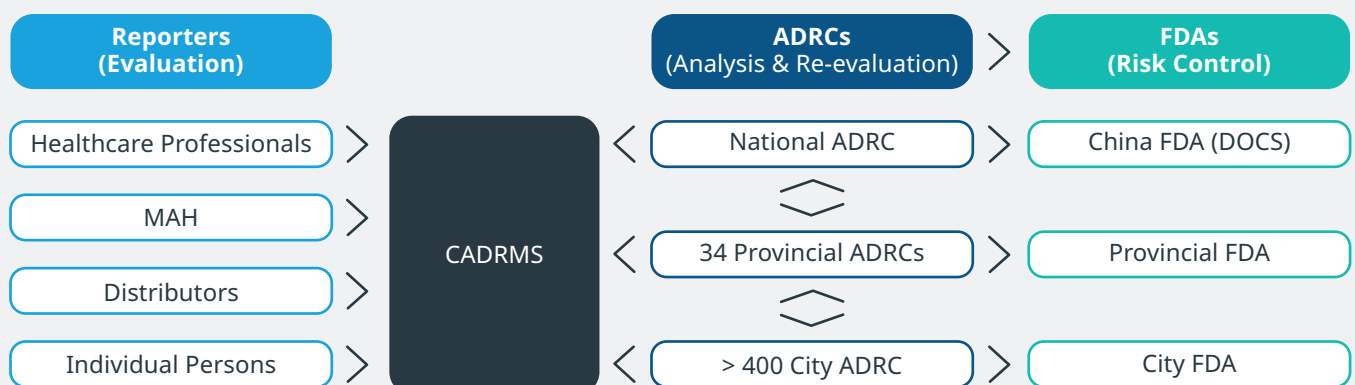 Reporters
(Evaluation)
ADRCs
(Analysis & Re-evaluation)
FDAs
(Risk Control)
Healthcare Professionals
National ADRC
China FDA (DOCS)
MAH
CADRMS
34 Provincial ADRCs
Provincial FDA
Distributors
Individual Persons
> 400 City ADRC
City FDA